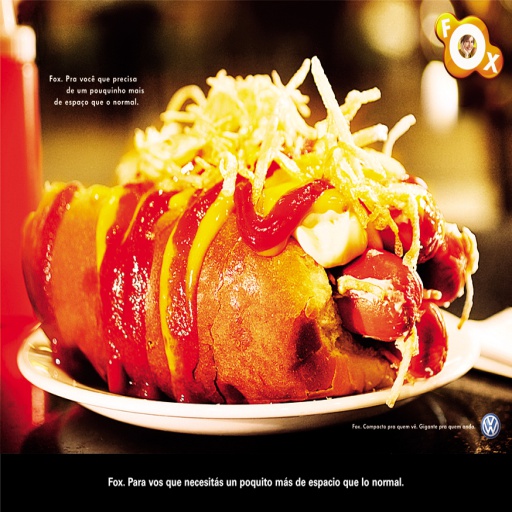 FOX
Fox. Pra você que precisa
de um pouquinho mais
de espaço que o normal.
Fox. Compacto pra quem vê. Gigante pra quem anda.
Fox. Para vos que necesitás un poquito más de espacio que lo normal.